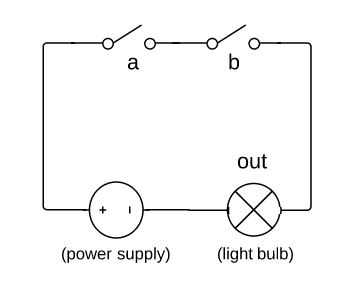 a b
out
+ -
(power supply) (light bulb)